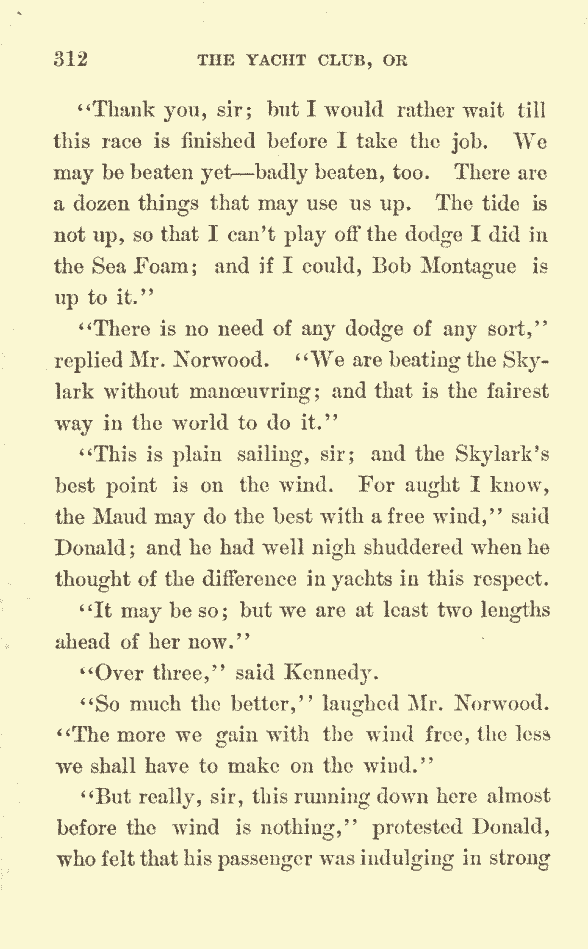 312 THE YACHT CLUB, OR
“Thank you, sir; but I would rather wait till
this race is finished before I take the job. We
may be beaten yet—badly beaten, too. There are
a dozen things that may use us up. The tide is
not up, so that I can’t play off the dodge I did in
the Sea Foam; and if I could, Bob Montague is
up to it.”
“There is no need of any dodge of any sort,”
replied Mr. Norwood. “We are beating the Sky-
lark without manœuvring; and that is the fairest
way in the world to do it.”
“This is plain sailing, sir; and the Skylark’s
best point is on the wind. For aught I know,
the Maud may do the best with a free wind,” said
Donald; and he had well nigh shuddered when he
thought of the difference in yachts in this respect.
“It may be so; but we are at least two lengths
ahead of her now.”
“Over three,” said Kennedy.
“So much the better,” laughed Mr. Norwood.
“The more we gain with the wind free, the less
we shall have to make on the wind.”
“But really, sir, this running down here almost
before the wind is nothing,” protested Donald,
who felt that his passenger was indulging in strong